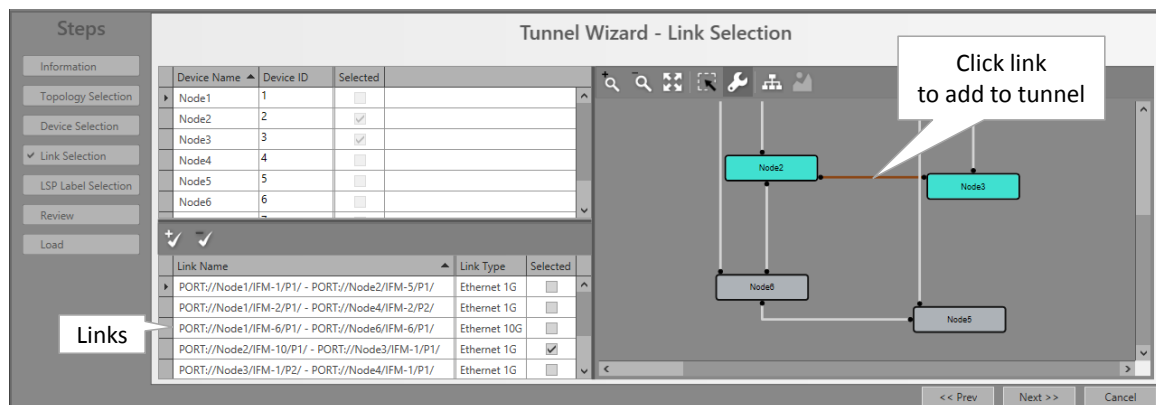 Steps
Tunnel Wizard - Link Selection
Information
Topology Selection
Device Selection
Link Selection
LSP Label Selection
Review
Load
Device Name Device ID Selected
Node1 1
Node2 2
Node3 3
Node4 4
Node5 5
Node6 6
Link Name Link Type Selected
PORT://Node1/IFM-1/P1/ - PORT://Node2/IFM-5/P1/ Ethernet 1G
PORT://Node1/IFM-2/P1/ - PORT://Node4/IFM-2/P2/ Ethernet 1G
PORT://Node1/IFM-6/P1/ - PORT://Node6/IFM-6/P1/ Ethernet 10G
PORT://Node2/IFM-10/P1/ - PORT://Node3/IFM-1/P1/ Ethernet 1G
PORT://Node3/IFM-1/P2/ - PORT://Node4/IFM-1/P1/ Ethernet 1G
Links
Click link
to add to tunnel
Node2
Node3
Node6
Node5
<< Prev
Next >>
Cancel